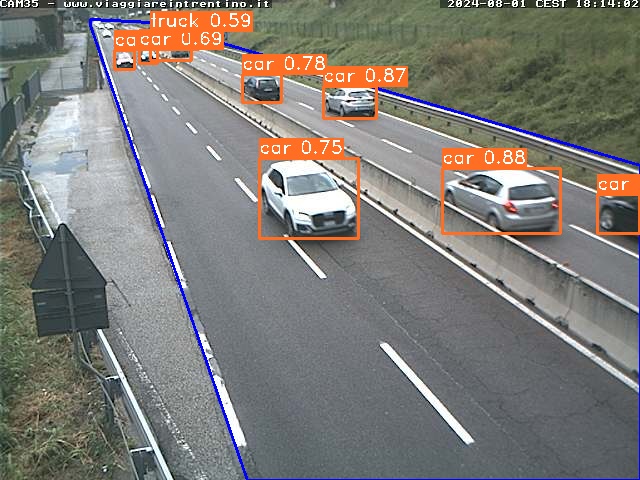 CAM35 - www.viaggiareintrentino.it
2024-08-01 CEST 18:14:02
truck 0.59
ca
car 0.69
car 0.78
car 0.87
car 0.75
car 0.88
car